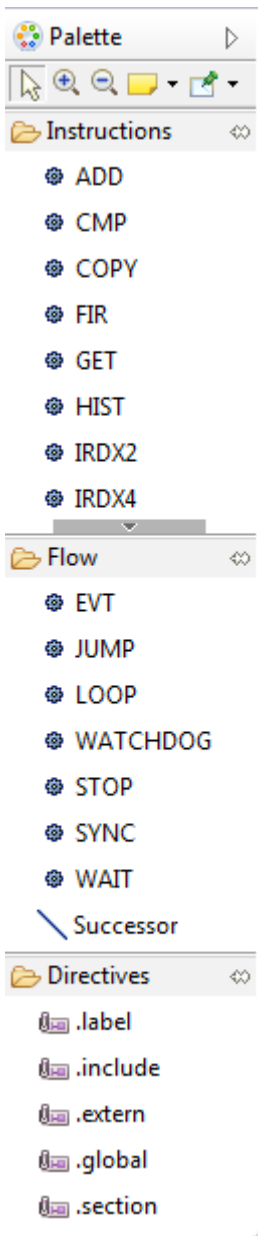 Palette
Instructions
ADD
CMP
COPY
FIR
GET
HIST
IRDX2
IRDX4
Flow
EVT
JUMP
LOOP
WATCHDOG
STOP
SYNC
WAIT
Successor
Directives
.label
.include
.extern
.global
.section